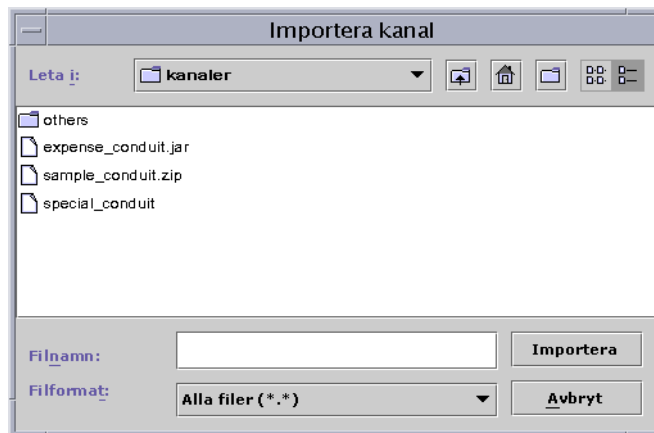 Importera kanal
Leta i: kanaler
others
expense_conduit.jar
sample_conduit.zip
special_conduit
Filnamn: Importera
Filformat: Alla filer (*.*) Avbryt